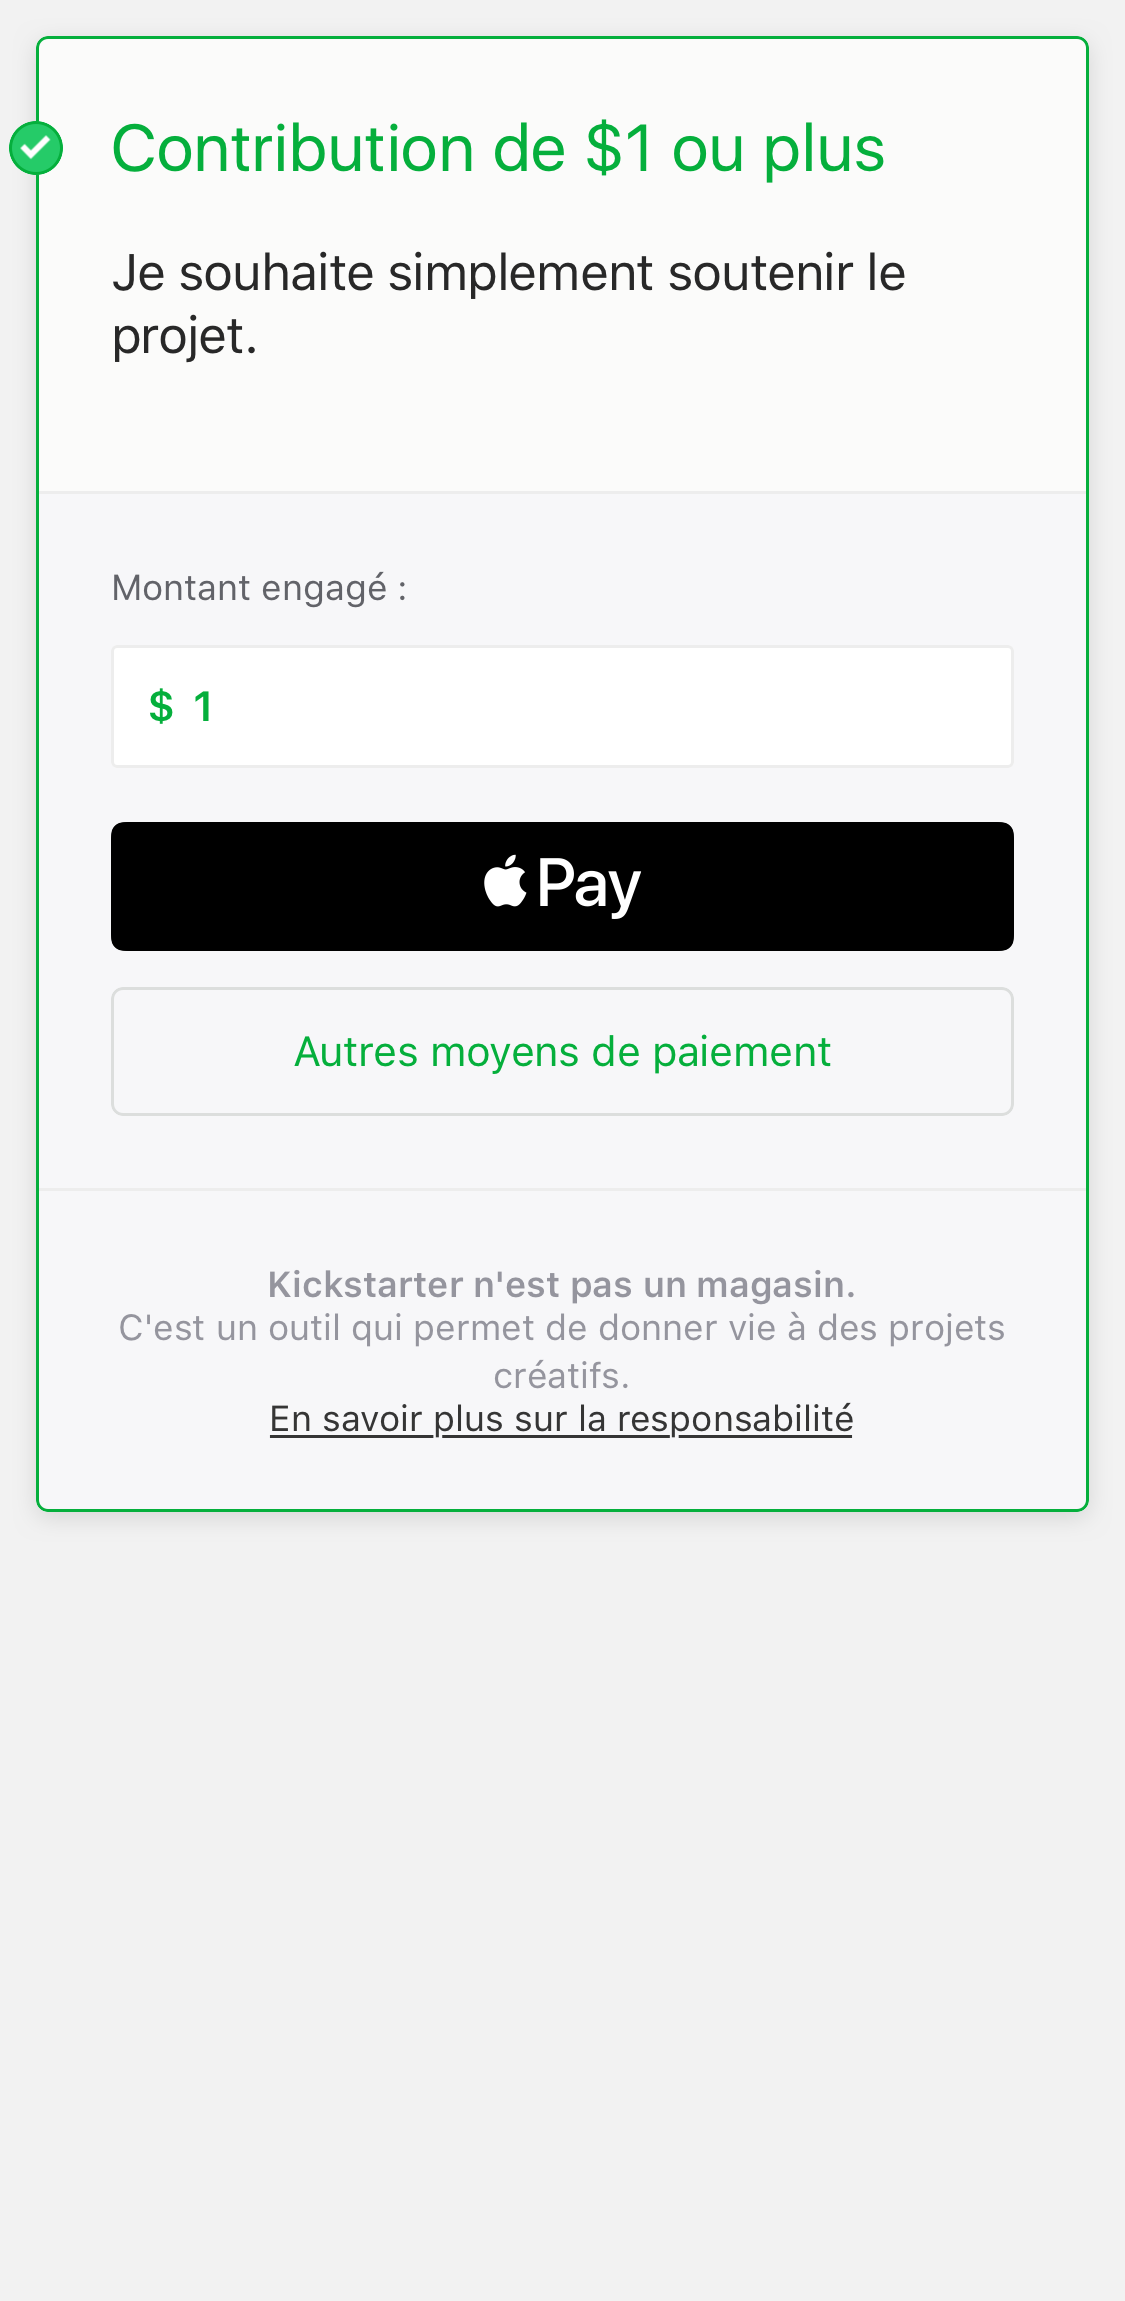 Contribution de $1 ou plus
Je souhaite simplement soutenir le
projet.
Montant engagé :
$ 1
Pay
Autres moyens de paiement
Kickstarter n'est pas un magasin.
C'est un outil qui permet de donner vie à des projets
créatifs.
En savoir plus sur la responsabilité